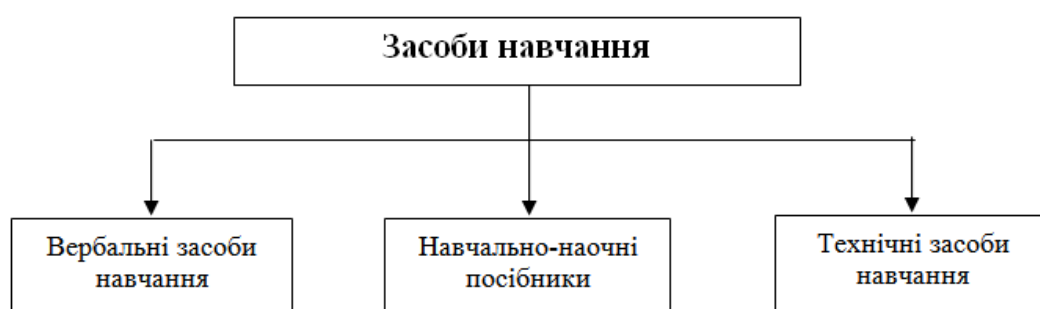 Засоби навчання
Вербальні засоби
навчання
Навчально-наочні
посібники
Технічні засоби
навчання